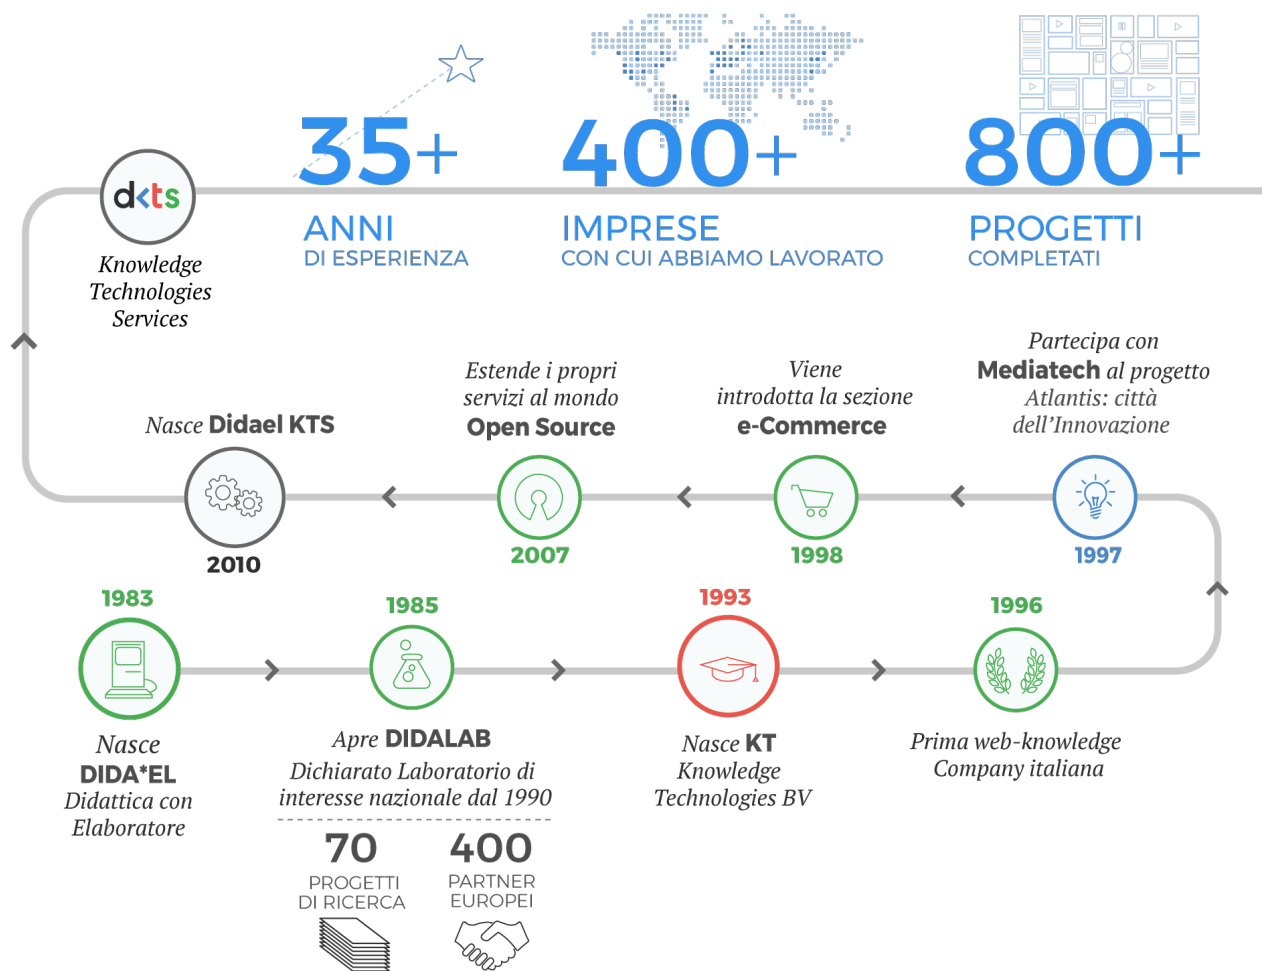 35+
ANNI
DI ESPERIENZA
400+
IMPRESE
CON CUI ABBIAMO LAVORATO
800+
PROGETTI
COMPLETATI
d<ts
Knowledge
Technologies
Services
Nasce Didael KTS
2010
Estende i propri
servizi al mondo
Open Source
2007
Viene
introdotta la sezione
e-Commerce
1998
Partecipa con
Mediatech al progetto
Atlantis: città
dell'Innovazione
1997
1983
Nasce
DIDA*EL
Didattica con
Elaboratore
1985
Apre DIDALAB
Dichiarato Laboratorio di
interesse nazionale dal 1990
70
PROGETTI
DI RICERCA
400
PARTNER
EUROPEI
1993
Nasce KT
Knowledge
Technologies BV
1996
Prima web-knowledge
Company italiana